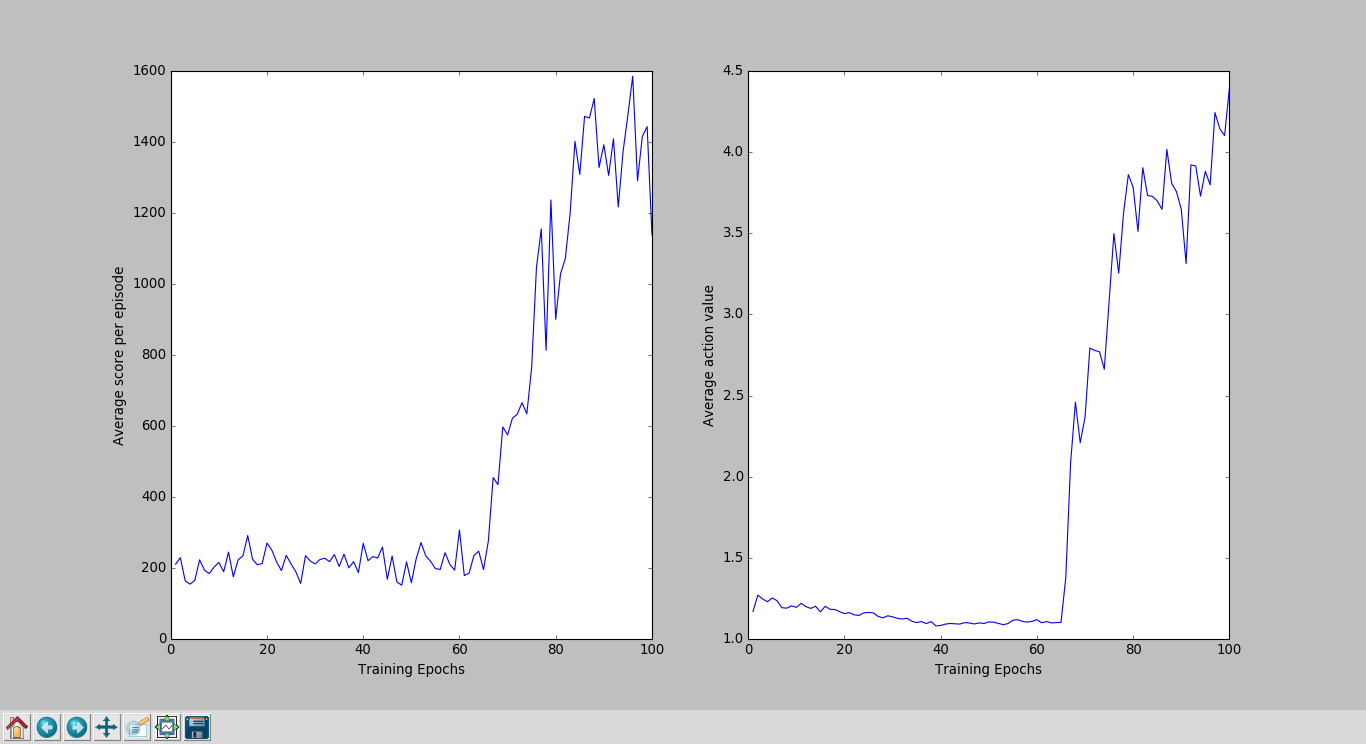 1600
1400
1200
1000
800
600
400
200
0
Average score per episode
0 20 40 60 80 100
Training Epochs
4.5
4.0
3.5
3.0
2.5
2.0
1.5
1.0
Average action value
0 20 40 60 80 100
Training Epochs